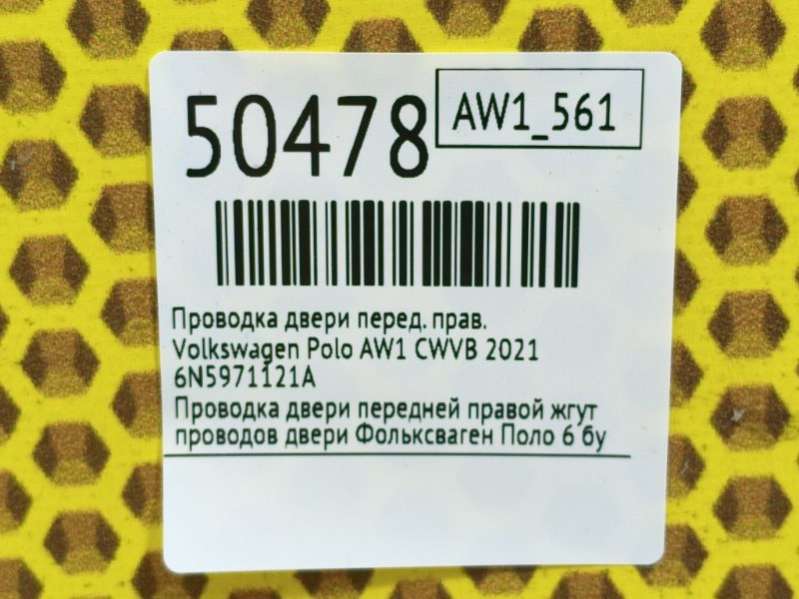 50478
AW1_561
Проводка двери перед. прав.
Volkswagen Polo AW1 CWVB 2021
6N5971121A
Проводка двери передней правой жгут
проводов двери Фольксваген Поло 6 бу